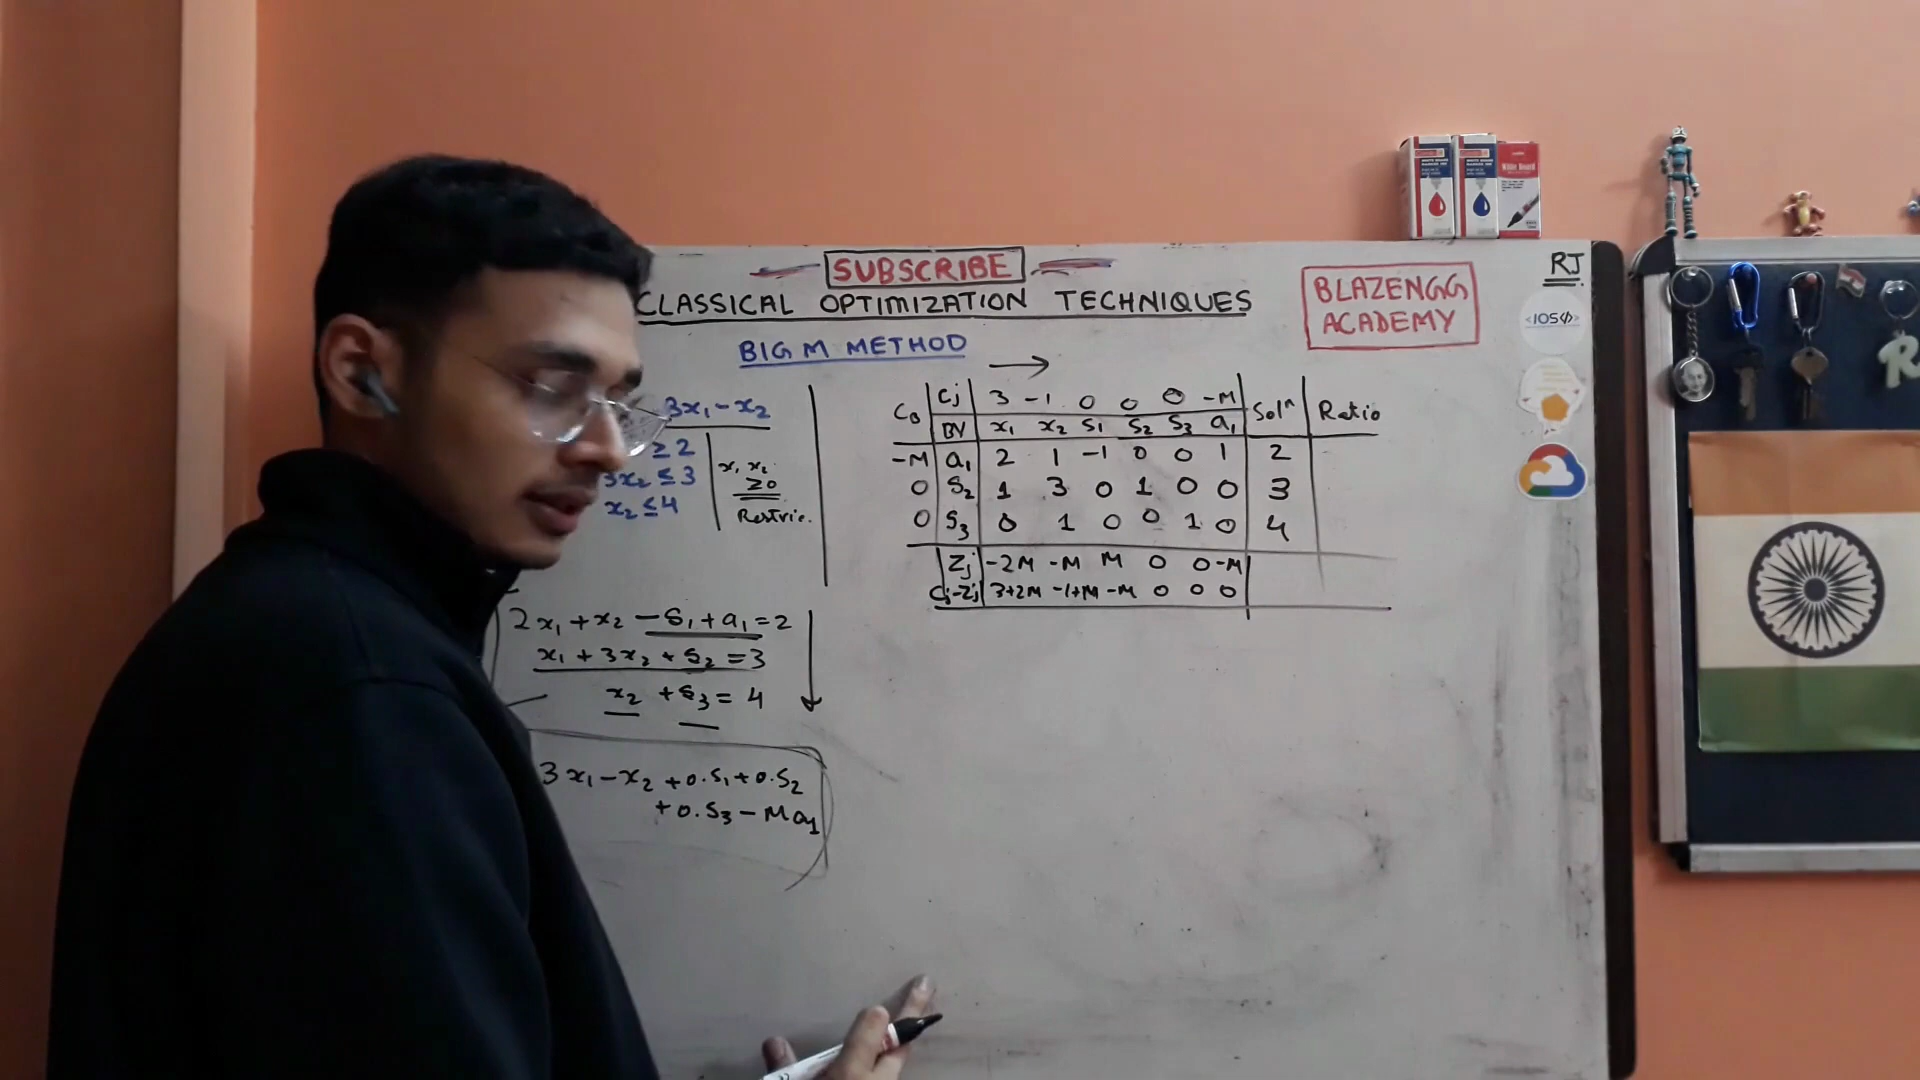 SUBSCRIBE
CLASSICAL OPTIMIZATION TECHNIQUES
BLAZENGG
ACADEMY
RJ
<IOS
BIG M METHOD
3x₁-x₂
≥2
3x₂≤3
x₂≤4
x, x₂
≥0
Restric.
2x₁+x₂-S₁+a₁=2
x₁+3x₂+S₂=3
x₂+S₃=4
3x₁-x₂+0.S₁+0.S₂
+0.S₃-Ma₁
C_B Cj 3 -1 0 0 0 -M Solⁿ Ratio
BV x₁ x₂ S₁ S₂ S₃ a₁
-M a₁ 2 1 -1 0 0 1 2
0 S₂ 1 3 0 1 0 0 3
0 S₃ 0 1 0 0 1 0 4
Zj -2M -M M 0 0 -M
Cj-Zj 3+2M -1+M -M 0 0 0